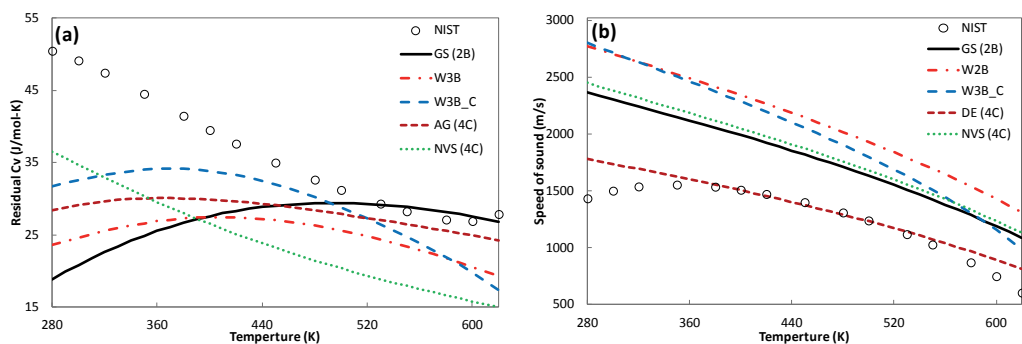 (a)
55
45
35
25
15
Residual Cv (J/mol-K)
280
360
440
520
600
Temperture (K)
NIST
GS (2B)
W3B
W3B_C
AG (4C)
NVS (4C)
(b)
3000
2500
2000
1500
1000
500
Speed of sound (m/s)
280
360
440
520
600
Temperture (K)
NIST
GS (2B)
W2B
W3B_C
DE (4C)
NVS (4C)